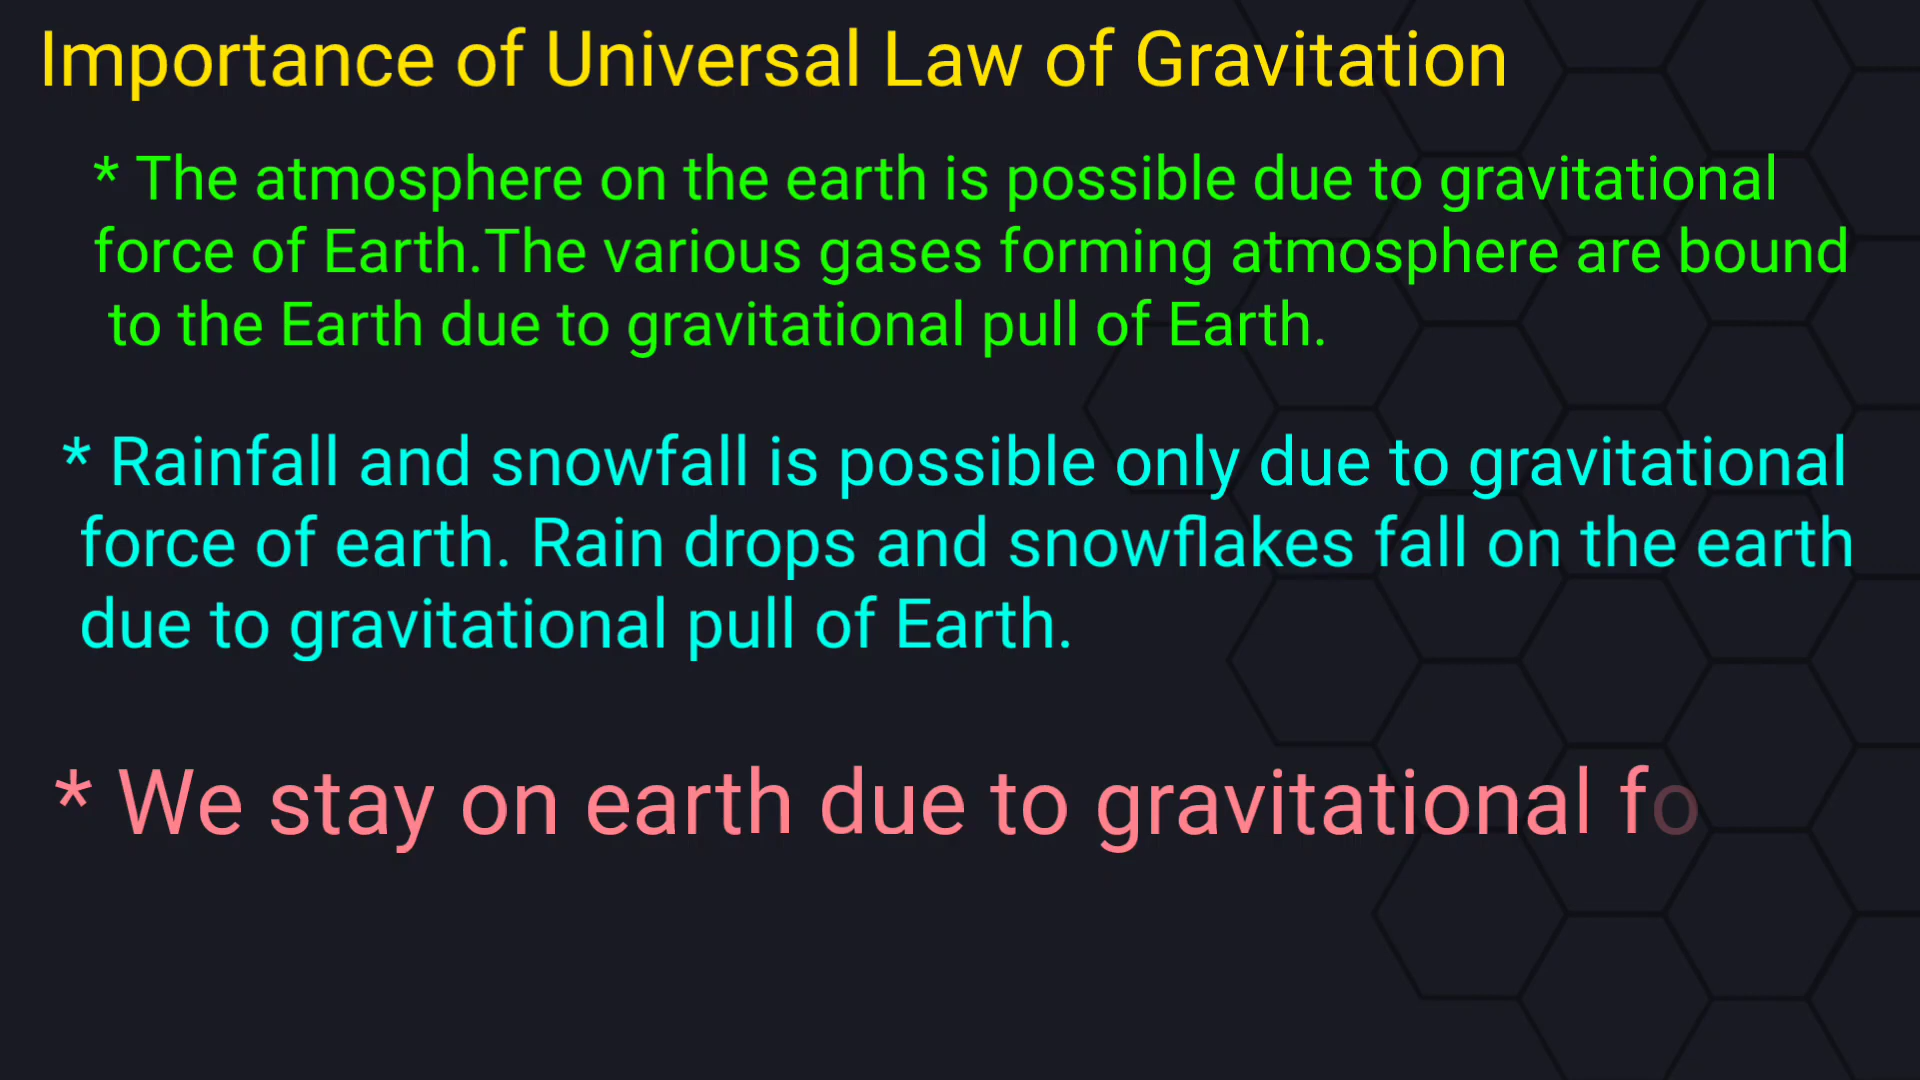 Importance of Universal Law of Gravitation
* The atmosphere on the earth is possible due to gravitational
force of Earth.The various gases forming atmosphere are bound
to the Earth due to gravitational pull of Earth.
* Rainfall and snowfall is possible only due to gravitational
force of earth. Rain drops and snowflakes fall on the earth
due to gravitational pull of Earth.
* We stay on earth due to gravitational fo